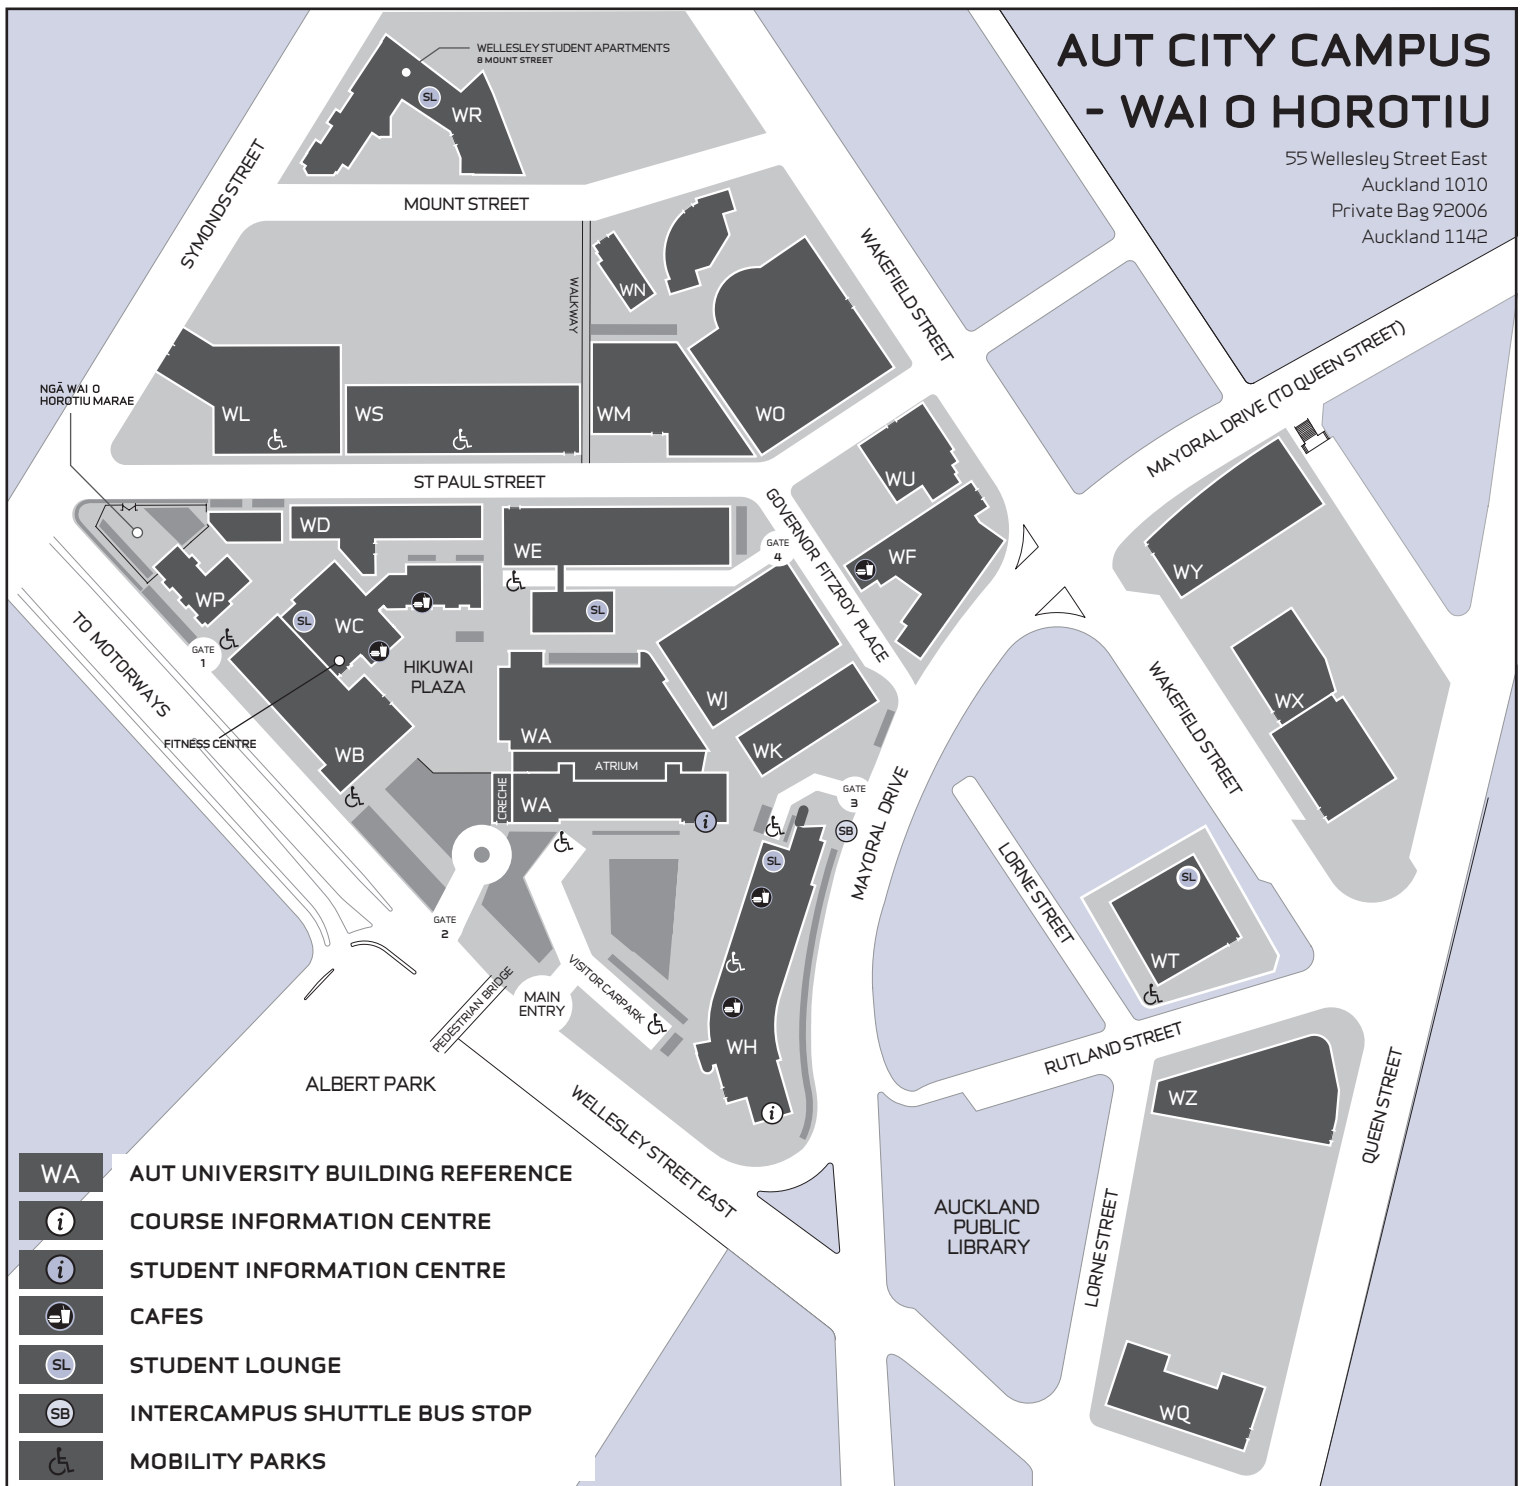 AUT CITY CAMPUS
- WAI O HOROTIU
55 Wellesley Street East
Auckland 1010
Private Bag 92006
Auckland 1142
WELLESLEY STUDENT APARTMENTS
8 MOUNT STREET
SL
WR
SYMONDS STREET
MOUNT STREET
WAKEFIELD STREET
WALKWAY
WN
NGĀ WAI O
HOROTIU MARAE
WL
WS
WM
WO
MAYORAL DRIVE (TO QUEEN STREET)
ST PAUL STREET
WU
GOVERNOR FITZROY PLACE
WD
WE
GATE
4
WF
WY
WP
SL
WC
SL
TO MOTORWAYS
GATE
1
HIKUWAI
PLAZA
WJ
WAKEFIELD STREET
WX
FITNESS CENTRE
WB
WA
WK
ATRIUM
CRECHE
WA
i
GATE
3
SB
MAYORAL DRIVE
LORNE STREET
SL
SL
GATE
2
WT
VISITOR CARPARK
PEDESTRIAN BRIDGE
MAIN
ENTRY
WH
RUTLAND STREET
ALBERT PARK
WELLESLEY STREET EAST
i
WZ
QUEEN STREET
AUCKLAND
PUBLIC
LIBRARY
LORNE STREET
WQ
WA AUT UNIVERSITY BUILDING REFERENCE
i COURSE INFORMATION CENTRE
i STUDENT INFORMATION CENTRE
CAFES
SL STUDENT LOUNGE
SB INTERCAMPUS SHUTTLE BUS STOP
MOBILITY PARKS